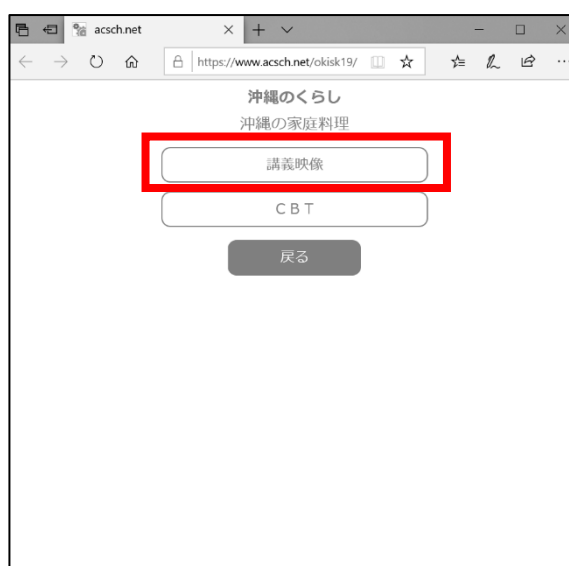 acsch.net
https://www.acsch.net/okisk19/
沖縄のくらし
沖縄の家庭料理
講義映像
ＣＢＴ
戻る